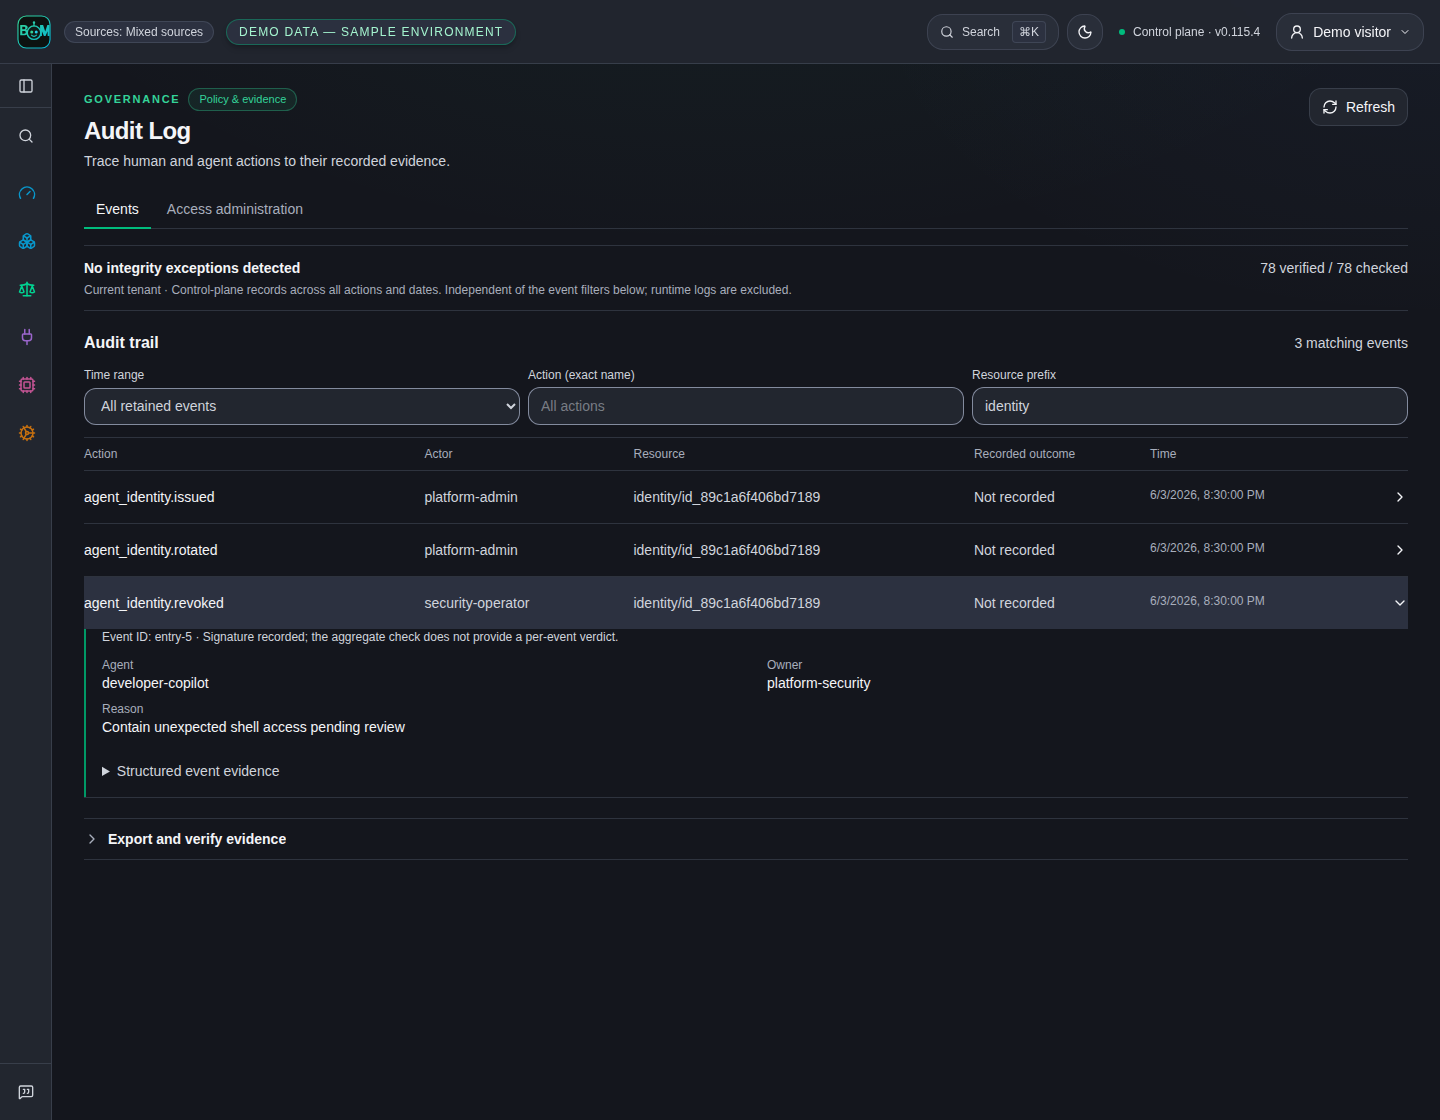 BOM
Sources: Mixed sources
DEMO DATA — SAMPLE ENVIRONMENT
Search ⌘K
Control plane · v0.115.4
Demo visitor
GOVERNANCE
Policy & evidence
Audit Log
Trace human and agent actions to their recorded evidence.
Refresh
Events
Access administration
No integrity exceptions detected
78 verified / 78 checked
Current tenant · Control-plane records across all actions and dates. Independent of the event filters below; runtime logs are excluded.
Audit trail
3 matching events
Time range
Action (exact name)
Resource prefix
All retained events
All actions
identity
Action Actor Resource Recorded outcome Time
agent_identity.issued platform-admin identity/id_89c1a6f406bd7189 Not recorded 6/3/2026, 8:30:00 PM
agent_identity.rotated platform-admin identity/id_89c1a6f406bd7189 Not recorded 6/3/2026, 8:30:00 PM
agent_identity.revoked security-operator identity/id_89c1a6f406bd7189 Not recorded 6/3/2026, 8:30:00 PM
Event ID: entry-5 · Signature recorded; the aggregate check does not provide a per-event verdict.
Agent
developer-copilot
Owner
platform-security
Reason
Contain unexpected shell access pending review
Structured event evidence
Export and verify evidence